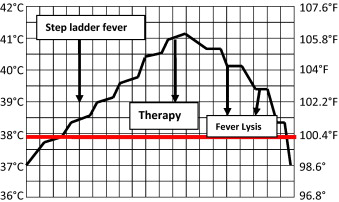 42°C
107.6°F
Step ladder fever
41°C
105.8°F
40°C
104°F
39°C
102.2°F
Therapy
Fever Lysis
38°C
100.4°F
37°C
98.6°
36°C
96.8°